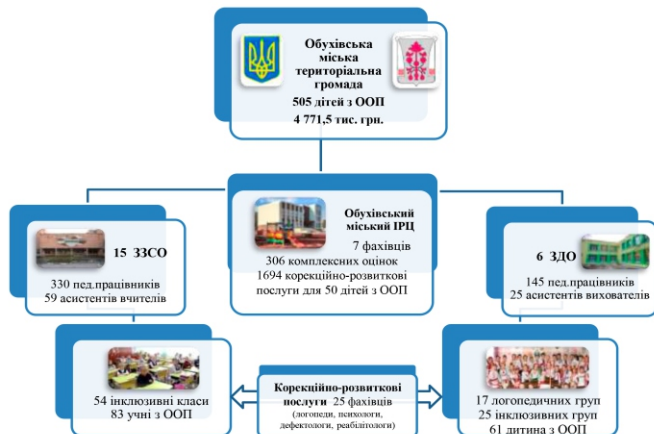 Обухівська
міська
територіальна
громада
505 дітей з ООП
4 771,5 тис. грн.
Обухівський
міський ІРЦ
7 фахівців
306 комплексних оцінок
1694 корекційно-розвиткові
послуги для 50 дітей з ООП
15 ЗЗСО
330 пед.працівників
59 асистентів вчителів
6 ЗДО
145 пед.працівників
25 асистентів вихователів
54 інклюзивні класи
83 учні з ООП
Корекційно-розвиткові
послуги 25 фахівців
(логопеди, психологи,
дефектологи, реабілітологи)
17 логопедичних груп
25 інклюзивних груп
61 дитина з ООП